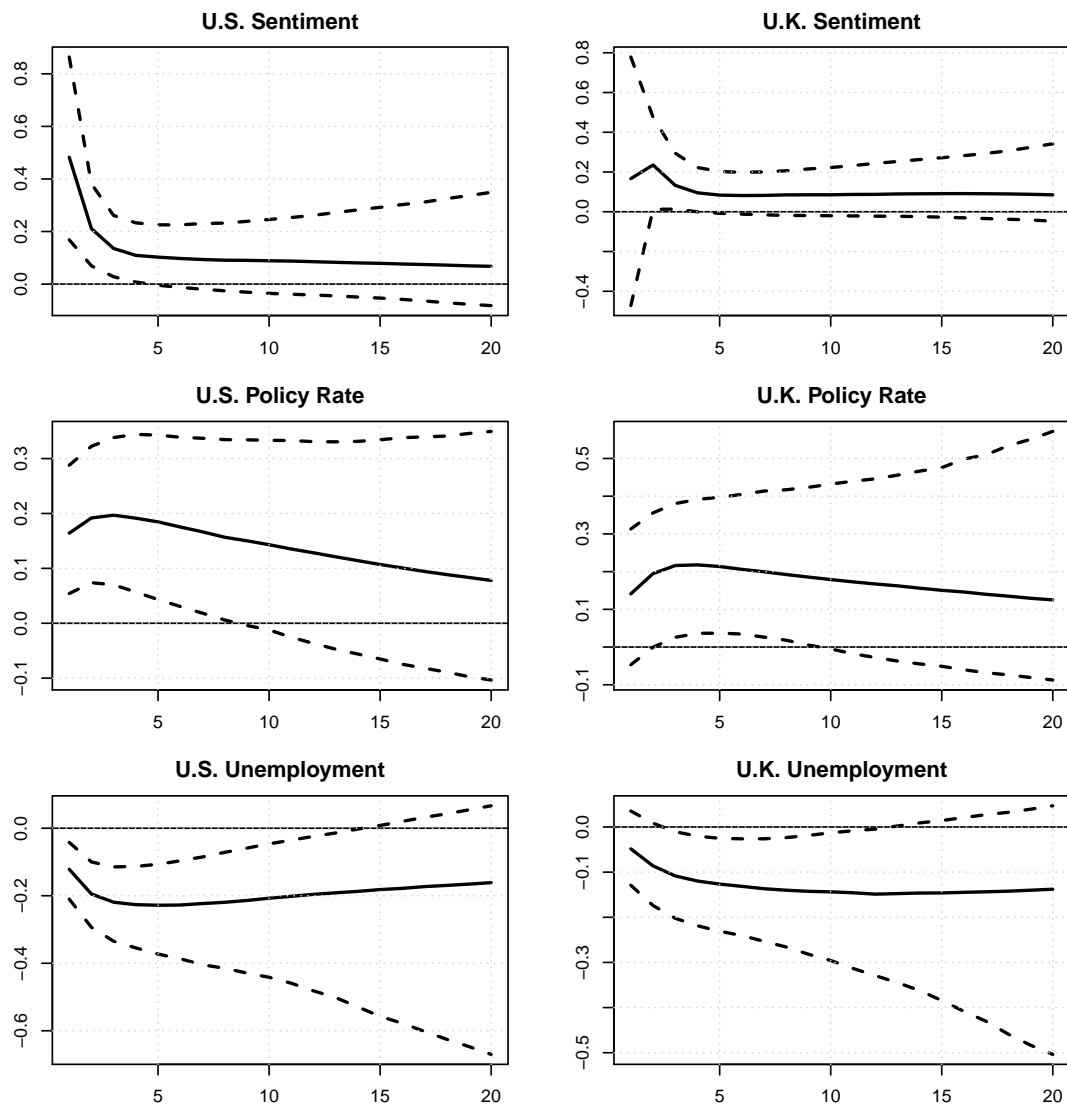 U.S. Sentiment
0.0 0.2 0.4 0.6 0.8
5 10 15 20
U.K. Sentiment
−0.4 0.0 0.2 0.4 0.6 0.8
5 10 15 20
U.S. Policy Rate
−0.1 0.0 0.1 0.2 0.3
5 10 15 20
U.K. Policy Rate
−0.1 0.1 0.3 0.5
5 10 15 20
U.S. Unemployment
−0.6 −0.4 −0.2 0.0
5 10 15 20
U.K. Unemployment
−0.5 −0.3 −0.1 0.0
5 10 15 20